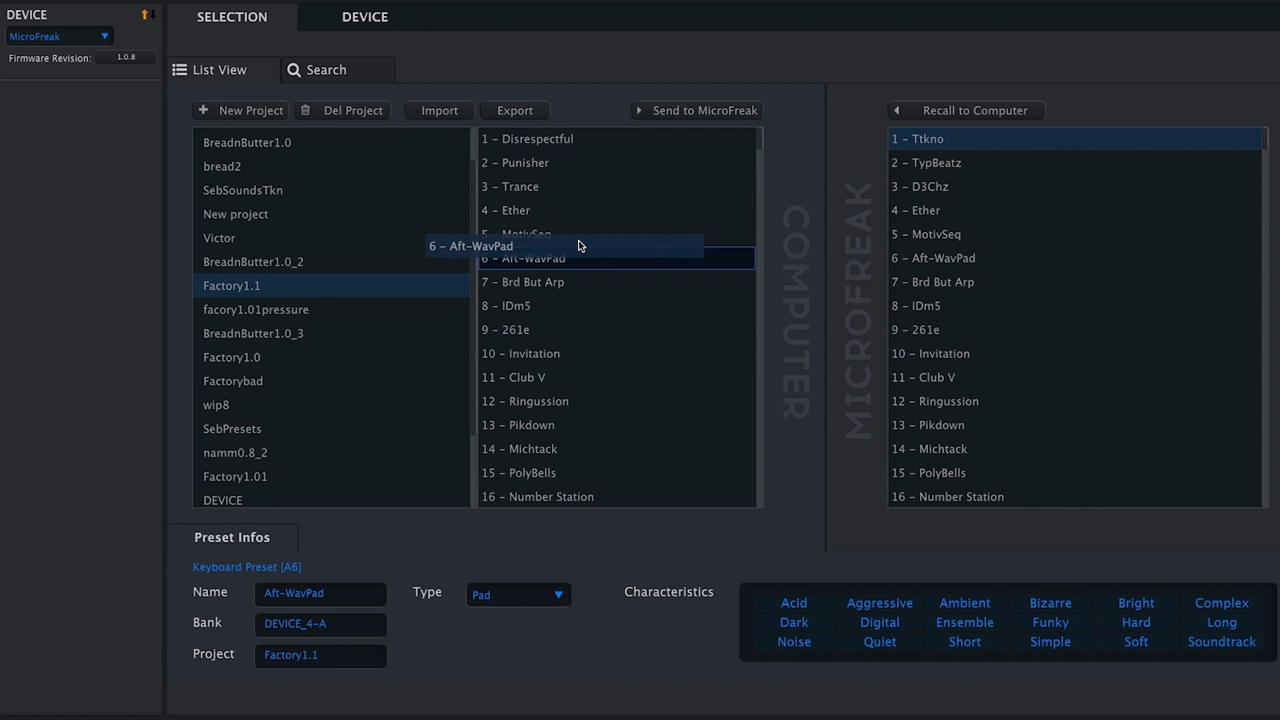 DEVICE
MicroFreak
Firmware Revision: 1.0.8
SELECTION
DEVICE
List View
Search
New Project
Del Project
Import
Export
Send to MicroFreak
BreadnButter1.0
bread2
SebSoundsTkn
New project
Victor
BreadnButter1.0_2
Factory1.1
facory1.01pressure
BreadnButter1.0_3
Factory1.0
Factorybad
wip8
SebPresets
namm0.8_2
Factory1.01
DEVICE
1 – Disrespectful
2 – Punisher
3 – Trance
4 – Ether
5 – MotivSeq
6 – Aft-WavPad
6 – Aft-WavPad
7 – Brd But Arp
8 – IDm5
9 – 261e
10 – Invitation
11 – Club V
12 – Ringussion
13 – Pikdown
14 – Michtack
15 – PolyBells
16 – Number Station
COMPUTER
MICROFREAK
Recall to Computer
1 – Ttkno
2 – TypBeatz
3 – D3Chz
4 – Ether
5 – MotivSeq
6 – Aft-WavPad
7 – Brd But Arp
8 – IDm5
9 – 261e
10 – Invitation
11 – Club V
12 – Ringussion
13 – Pikdown
14 – Michtack
15 – PolyBells
16 – Number Station
Preset Infos
Keyboard Preset [A6]
Name Aft-WavPad
Bank DEVICE_4-A
Project Factory1.1
Type Pad
Characteristics
Acid Aggressive Ambient Bizarre Bright Complex
Dark Digital Ensemble Funky Hard Long
Noise Quiet Short Simple Soft Soundtrack